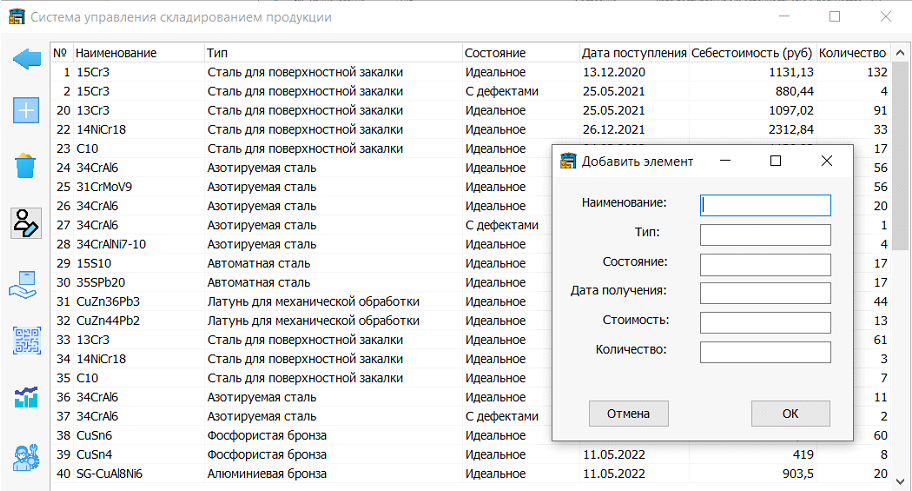 Система управления складированием продукции
№ Наименование Тип Состояние Дата поступления Себестоимость (руб) Количество
1 15Cr3 Сталь для поверхностной закалки Идеальное 13.12.2020 1131,13 132
2 15Cr3 Сталь для поверхностной закалки С дефектами 25.05.2021 880,44 4
20 13Cr3 Сталь для поверхностной закалки Идеальное 25.05.2021 1097,02 91
22 14NiCr18 Сталь для поверхностной закалки Идеальное 26.12.2021 2312,84 33
23 C10 Сталь для поверхностной закалки Идеальное 17
24 34CrAl6 Азотируемая сталь Идеальное 56
25 31CrMoV9 Азотируемая сталь Идеальное 56
26 34CrAl6 Азотируемая сталь Идеальное 20
27 34CrAl6 Азотируемая сталь С дефектами 1
28 34CrAlNi7-10 Азотируемая сталь Идеальное 4
29 15S10 Автоматная сталь Идеальное 17
30 35SPb20 Автоматная сталь Идеальное 17
31 CuZn36Pb3 Латунь для механической обработки Идеальное 44
32 CuZn44Pb2 Латунь для механической обработки Идеальное 13
33 13Cr3 Сталь для поверхностной закалки Идеальное 61
34 14NiCr18 Сталь для поверхностной закалки Идеальное 3
35 C10 Сталь для поверхностной закалки Идеальное 7
36 34CrAl6 Азотируемая сталь Идеальное 11
37 34CrAl6 Азотируемая сталь С дефектами 2
38 CuSn6 Фосфористая бронза Идеальное 60
39 CuSn4 Фосфористая бронза Идеальное 11.05.2022 419 8
40 SG-CuAl8Ni6 Алюминиевая бронза Идеальное 11.05.2022 903,5 20
Добавить элемент
Наименование:
Тип:
Состояние:
Дата получения:
Стоимость:
Количество:
Отмена OK